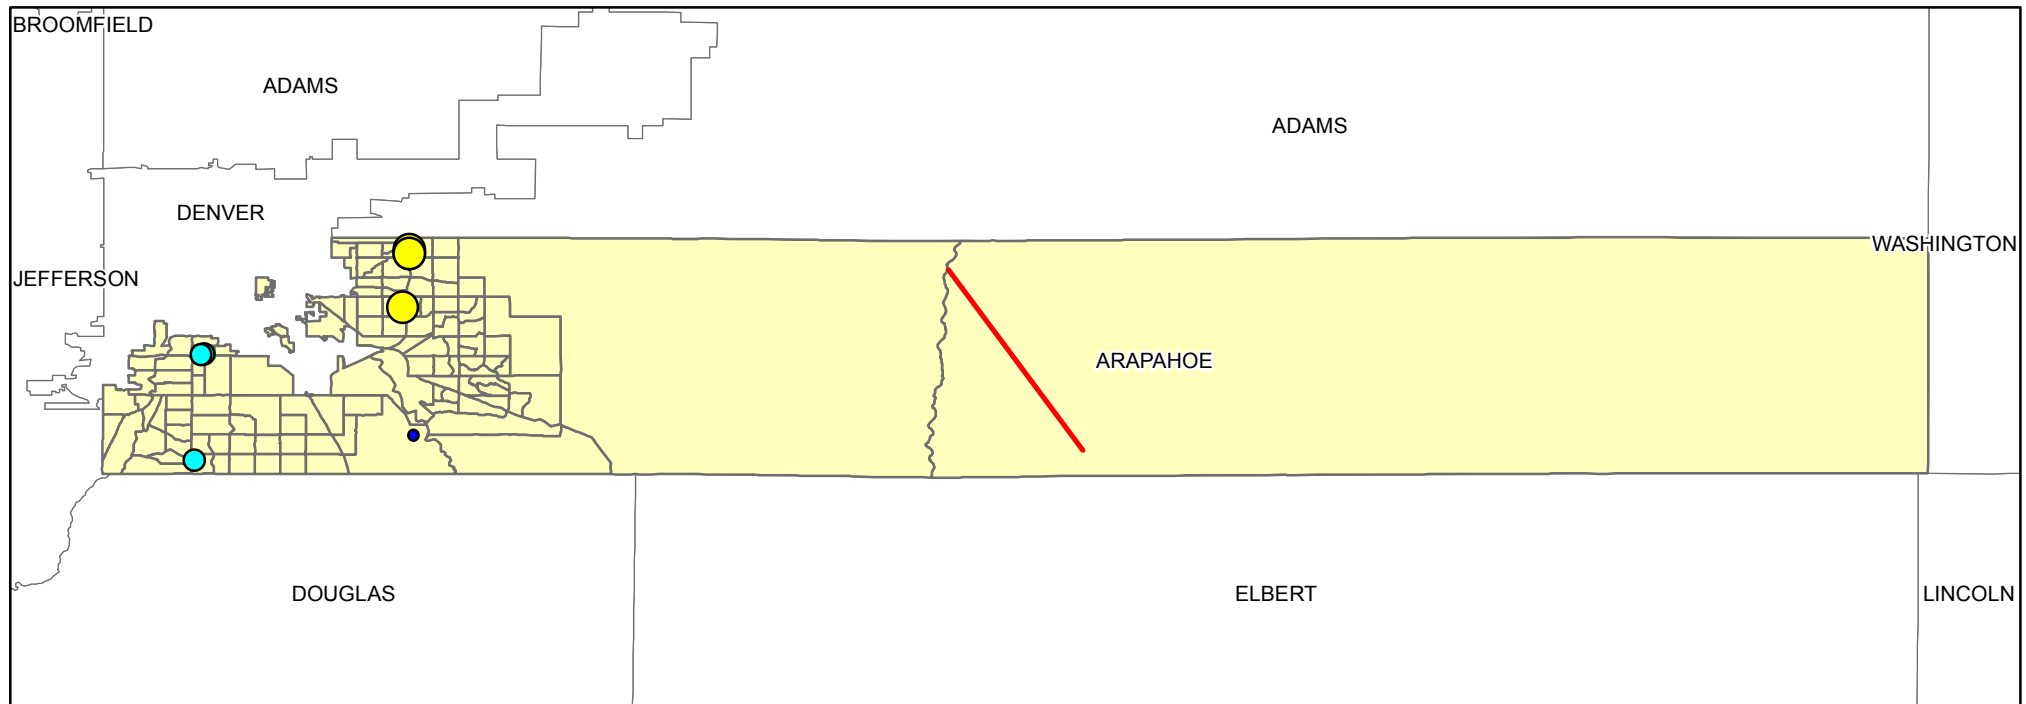 BROOMFIELD
ADAMS
ADAMS
DENVER
WASHINGTON
JEFFERSON
ARAPAHOE
DOUGLAS
ELBERT
LINCOLN